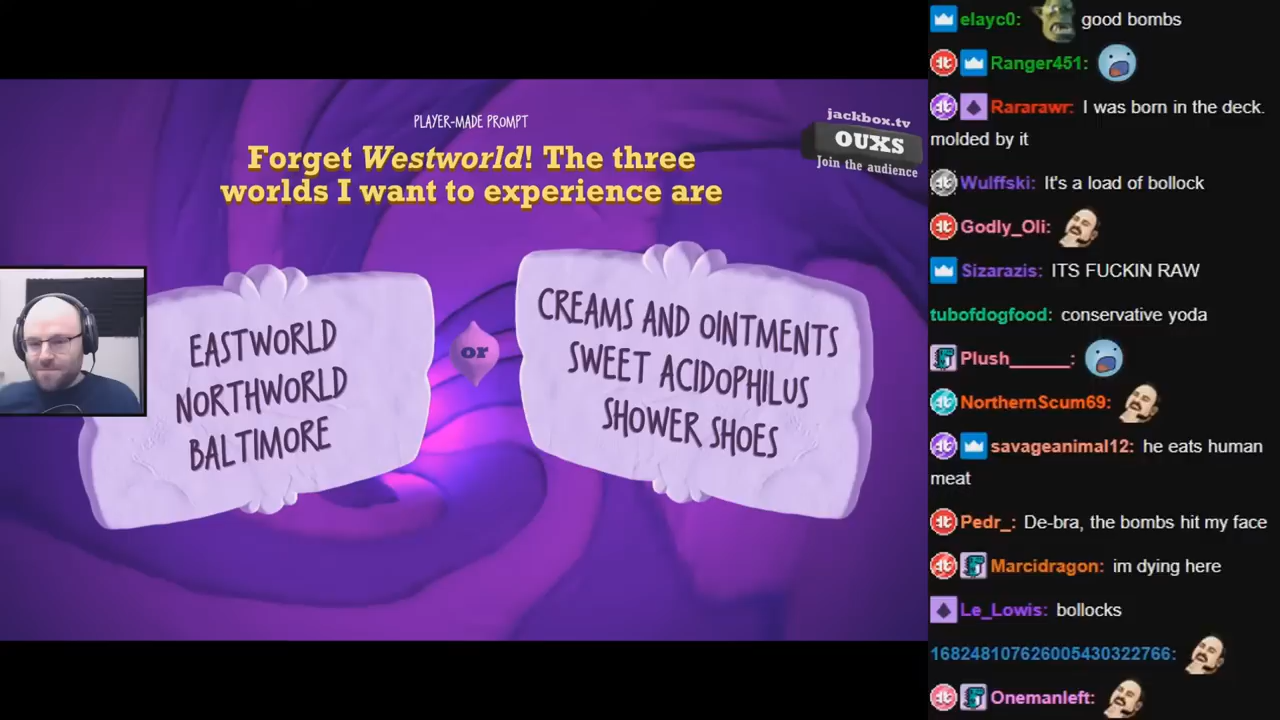 PLAYER-MADE PROMPT
Forget Westworld! The three
worlds I want to experience are
jackbox.tv
OUXS
Join the audience
EASTWORLD
NORTHWORLD
BALTIMORE
or
CREAMS AND OINTMENTS
SWEET ACIDOPHILUS
SHOWER SHOES
elayc0: good bombs
Ranger451:
Rararawr: I was born in the deck.
molded by it
Wulffski: It's a load of bollock
Godly_Oli:
Sizarazis: ITS FUCKIN RAW
tubofdogfood: conservative yoda
Plush______:
NorthernScum69:
savageanimal12: he eats human
meat
Pedr_: De-bra, the bombs hit my face
Marcidragon: im dying here
Le_Lowis: bollocks
168248107626005430322766:
Onemanleft: